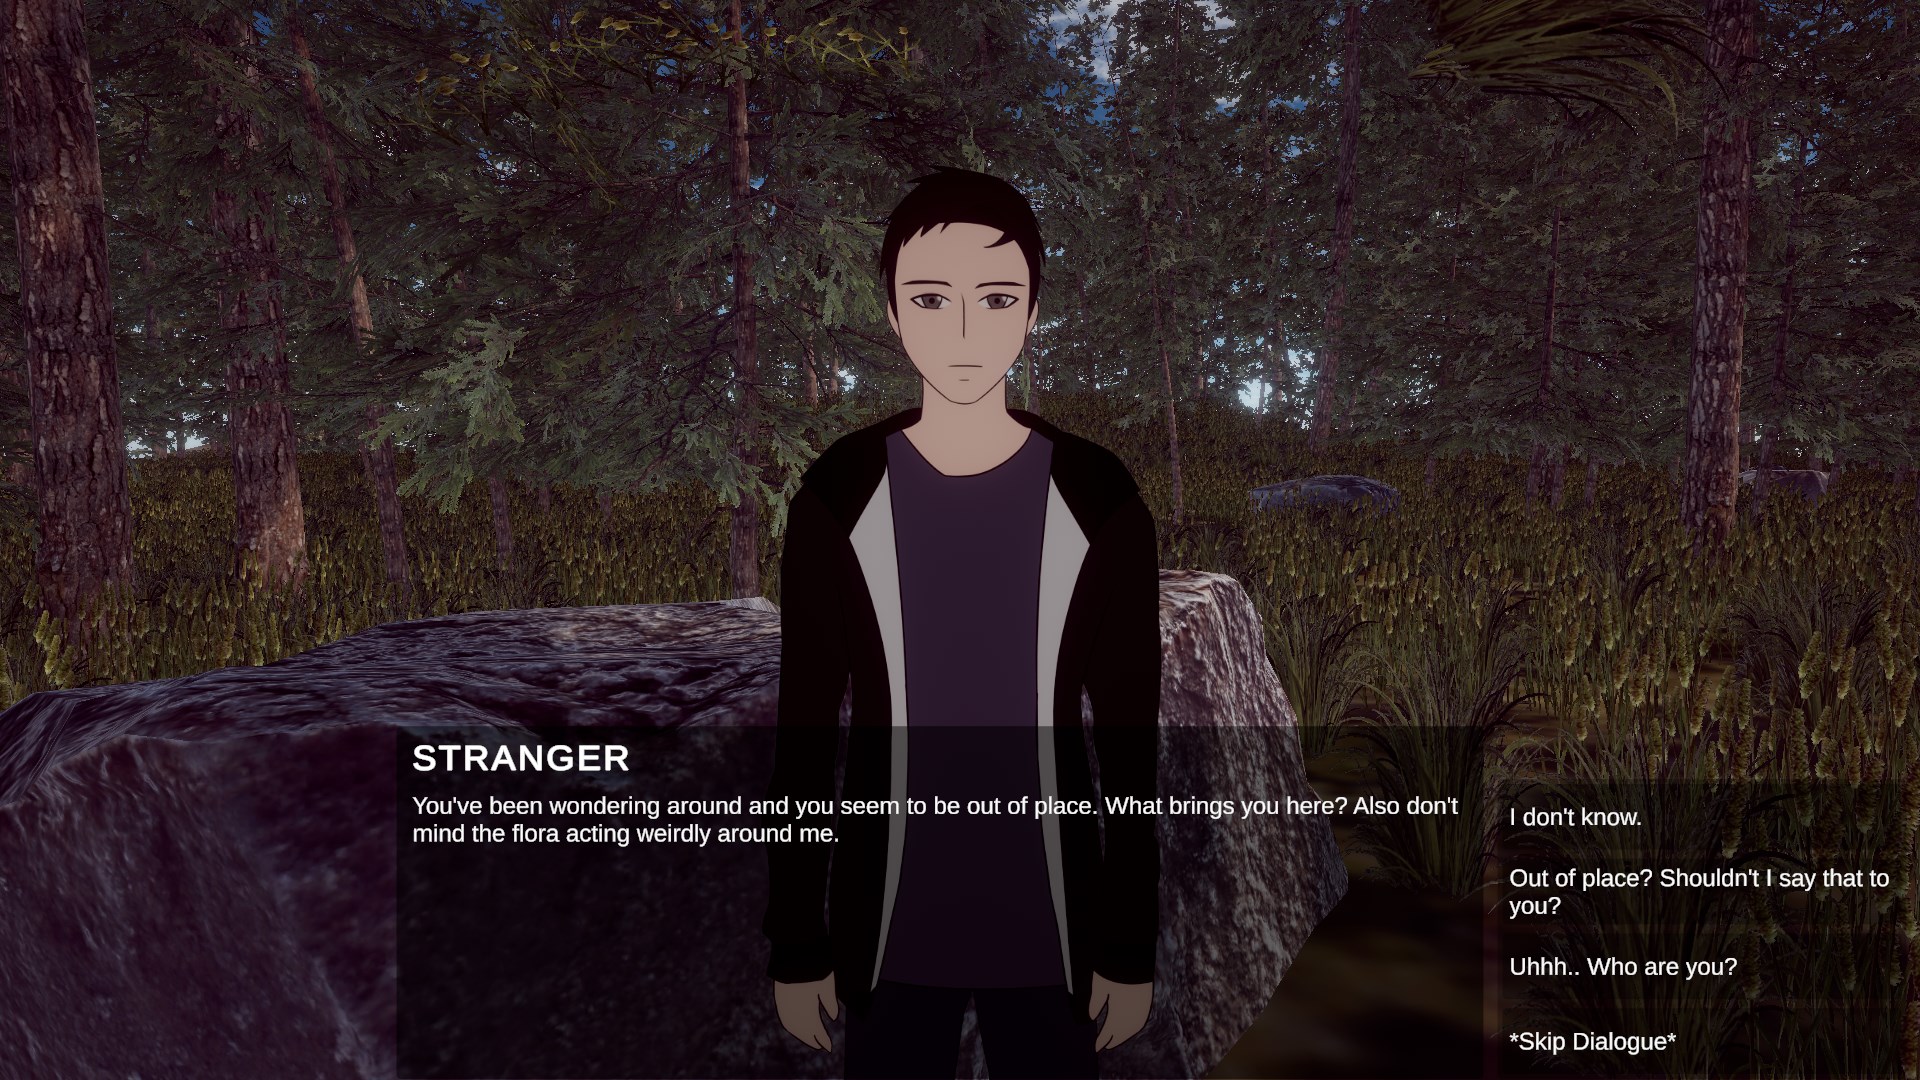 STRANGER
You've been wondering around and you seem to be out of place. What brings you here? Also don't
mind the flora acting weirdly around me.
I don't know.
Out of place? Shouldn't I say that to
you?
Uhhh.. Who are you?
*Skip Dialogue*